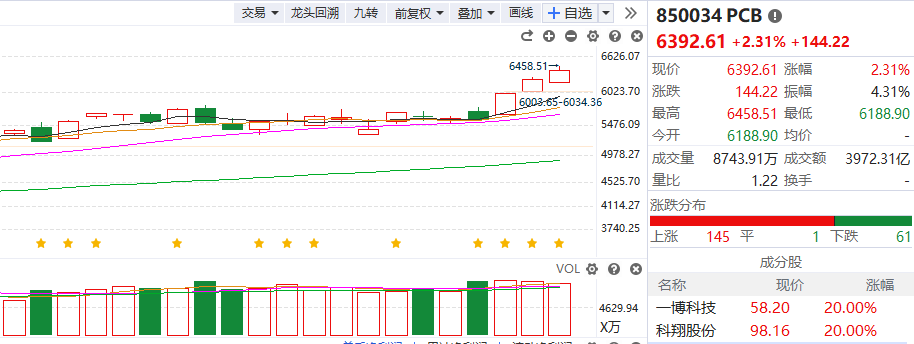 交易 龙头回溯 九转 前复权 叠加 画线 自选
6458.51
6626.07
6023.70
6003.65-6034.36
5476.09
4978.27
4525.70
4114.27
3740.25
VOL
4629.94
X万
850034 PCB
6392.61 +2.31% +144.22
现价 6392.61 涨幅 2.31%
涨跌 144.22 振幅 4.31%
最高 6458.51 最低 6188.90
今开 6188.90 均价 -
成交量 8743.91万 成交额 3972.31亿
量比 1.22 换手 -
涨跌分布
上涨 145 平 1 下跌 61
成分股
名称 现价 涨幅
一博科技 58.20 20.00%
科翔股份 98.16 20.00%